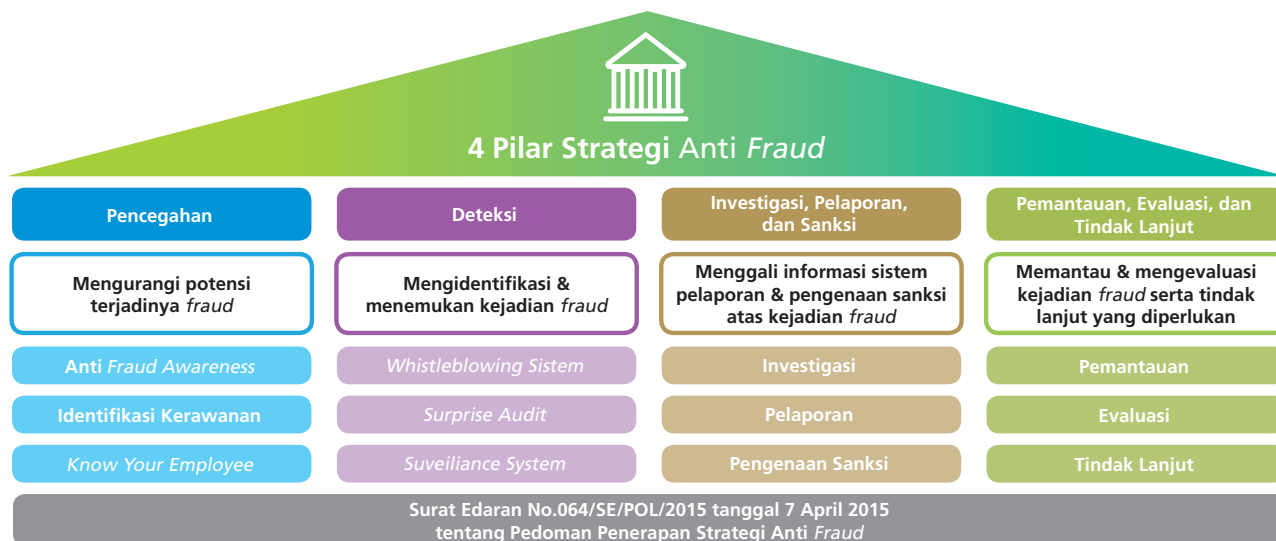 4 Pilar Strategi Anti Fraud
Pencegahan
Mengurangi potensi
terjadinya fraud
Anti Fraud Awareness
Identifikasi Kerawanan
Know Your Employee
Deteksi
Mengidentifikasi &
menemukan kejadian fraud
Whistleblowing Sistem
Surprise Audit
Suveiliance System
Investigasi, Pelaporan,
dan Sanksi
Menggali informasi sistem
pelaporan & pengenaan sanksi
atas kejadian fraud
Investigasi
Pelaporan
Pengenaan Sanksi
Pemantauan, Evaluasi, dan
Tindak Lanjut
Memantau & mengevaluasi
kejadian fraud serta tindak
lanjut yang diperlukan
Pemantauan
Evaluasi
Tindak Lanjut
Surat Edaran No.064/SE/POL/2015 tanggal 7 April 2015
tentang Pedoman Penerapan Strategi Anti Fraud